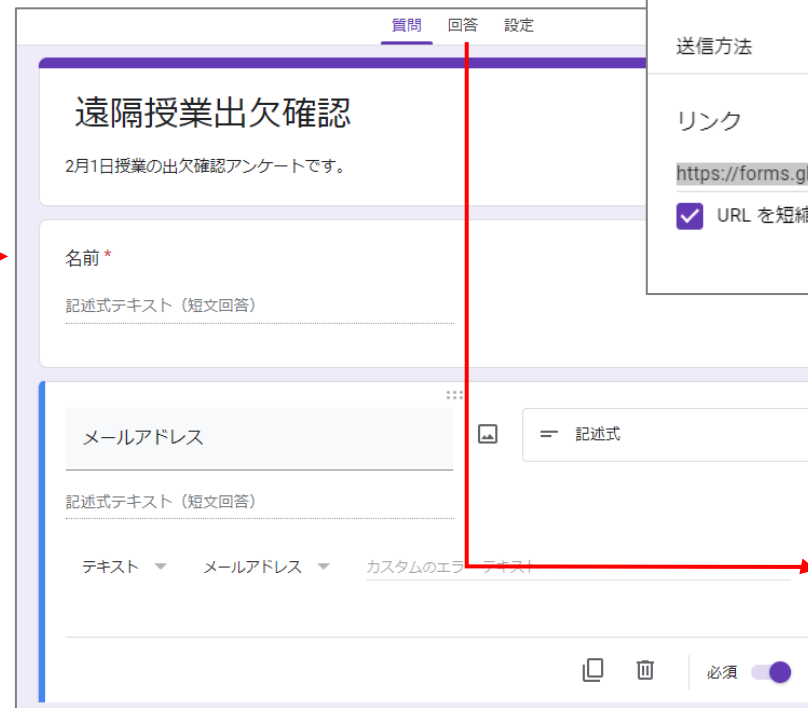 質問 回答 設定
遠隔授業出欠確認
2月1日授業の出欠確認アンケートです。
名前 *
記述式テキスト（短文回答）
メールアドレス
記述式
記述式テキスト（短文回答）
テキスト メールアドレス カスタムのエラーテキスト
必須
送信方法
リンク
https://forms.gl
URL を短縮